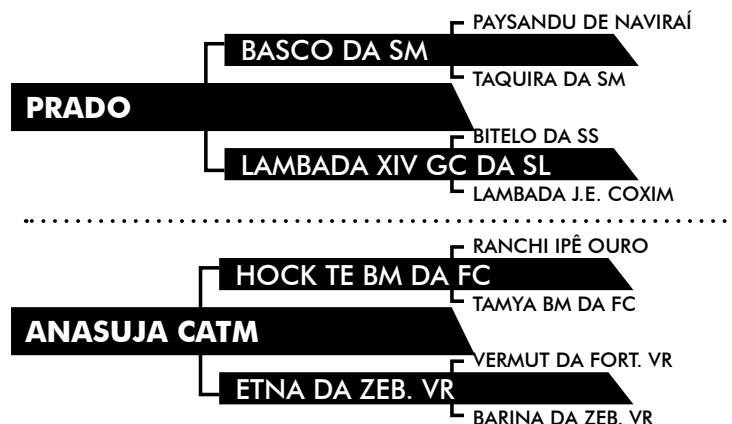 PAYSANDU DE NAVIRAÍ
BASCO DA SM
TAQUIRA DA SM
PRADO
BITELO DA SS
LAMBADA XIV GC DA SL
LAMBADA J.E. COXIM
RANCHI IPÊ OURO
HOCK TE BM DA FC
TAMYA BM DA FC
ANASUJA CATM
VERMUT DA FORT. VR
ETNA DA ZEB. VR
BARINA DA ZEB. VR